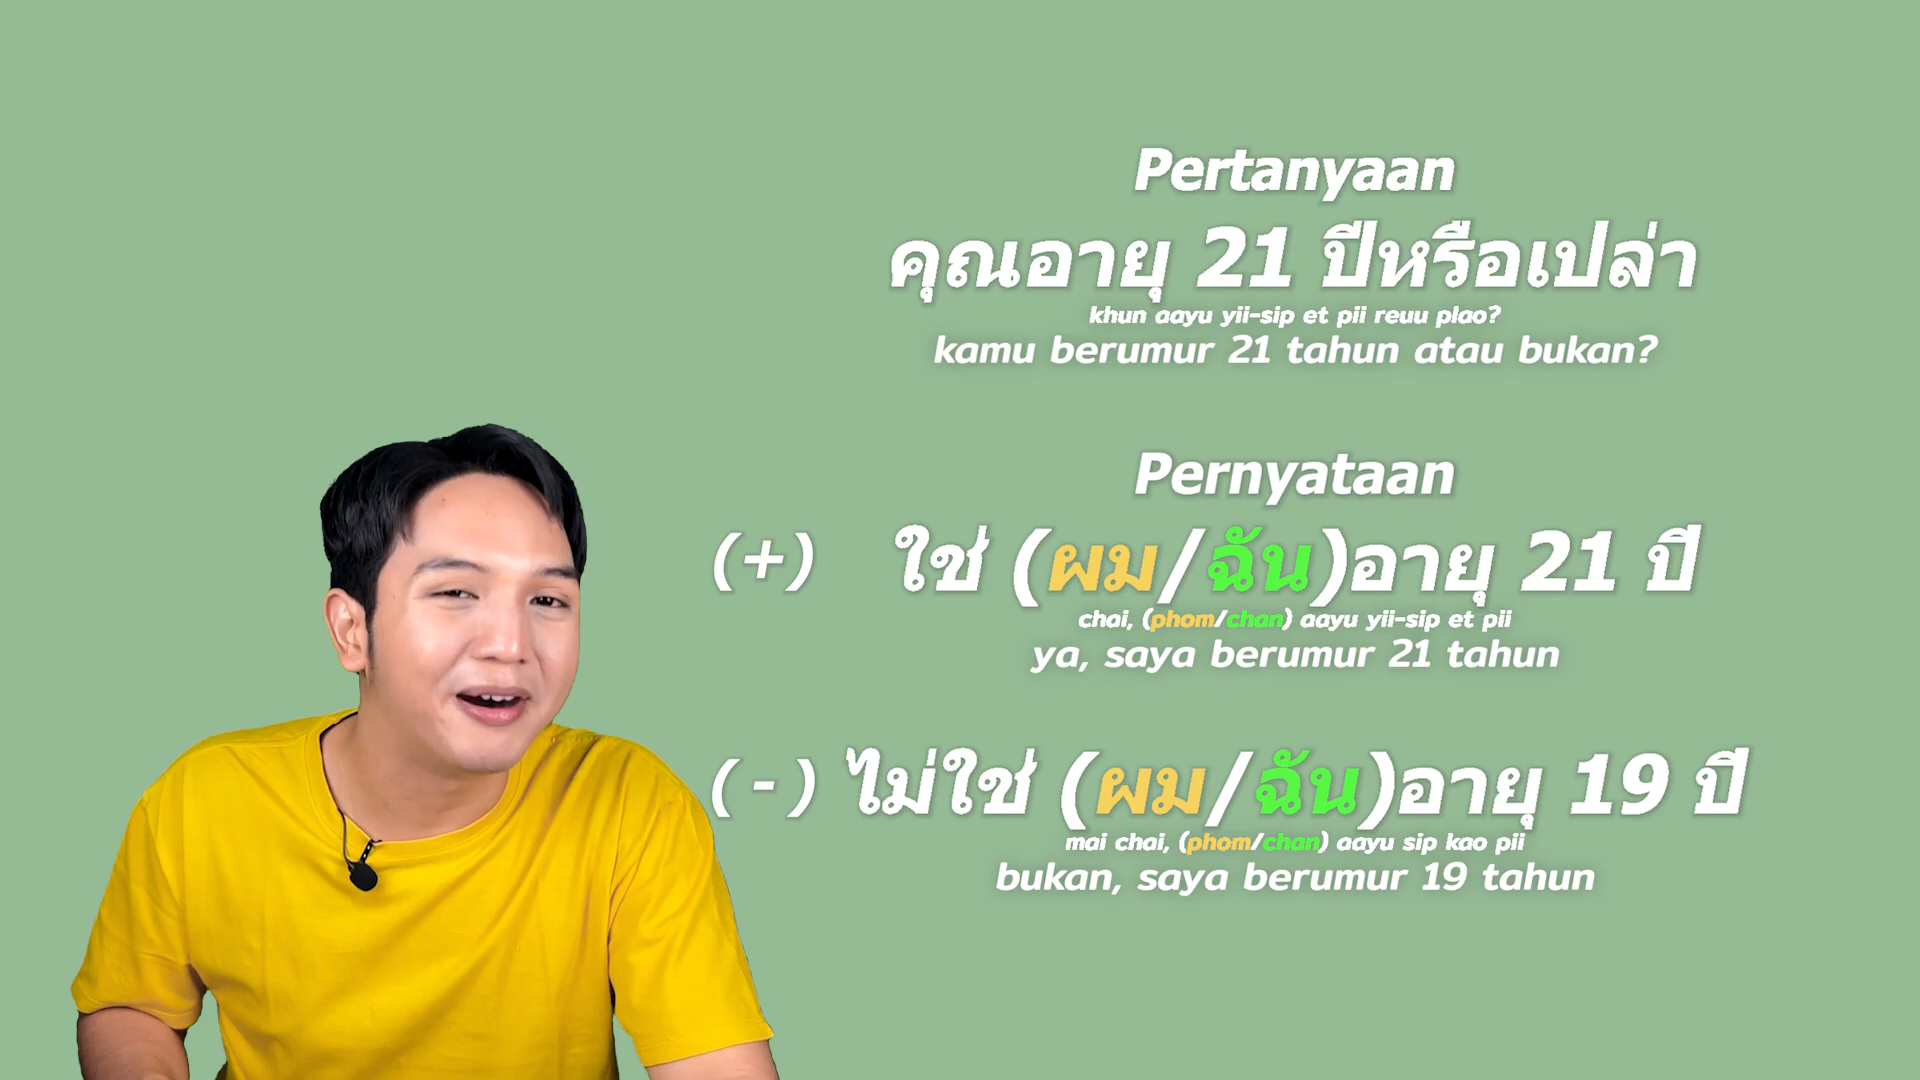 Pertanyaan
คุณอายุ 21 ปีหรือเปล่า
khun aayu yii-sip et pii reuu plao?
kamu berumur 21 tahun atau bukan?
Pernyataan
(+) ใช่ (ผม/ฉัน)อายุ 21 ปี
chai, (phom/chan) aayu yii-sip et pii
ya, saya berumur 21 tahun
(-) ไม่ใช่ (ผม/ฉัน)อายุ 19 ปี
mai chai, (phom/chan) aayu sip kao pii
bukan, saya berumur 19 tahun